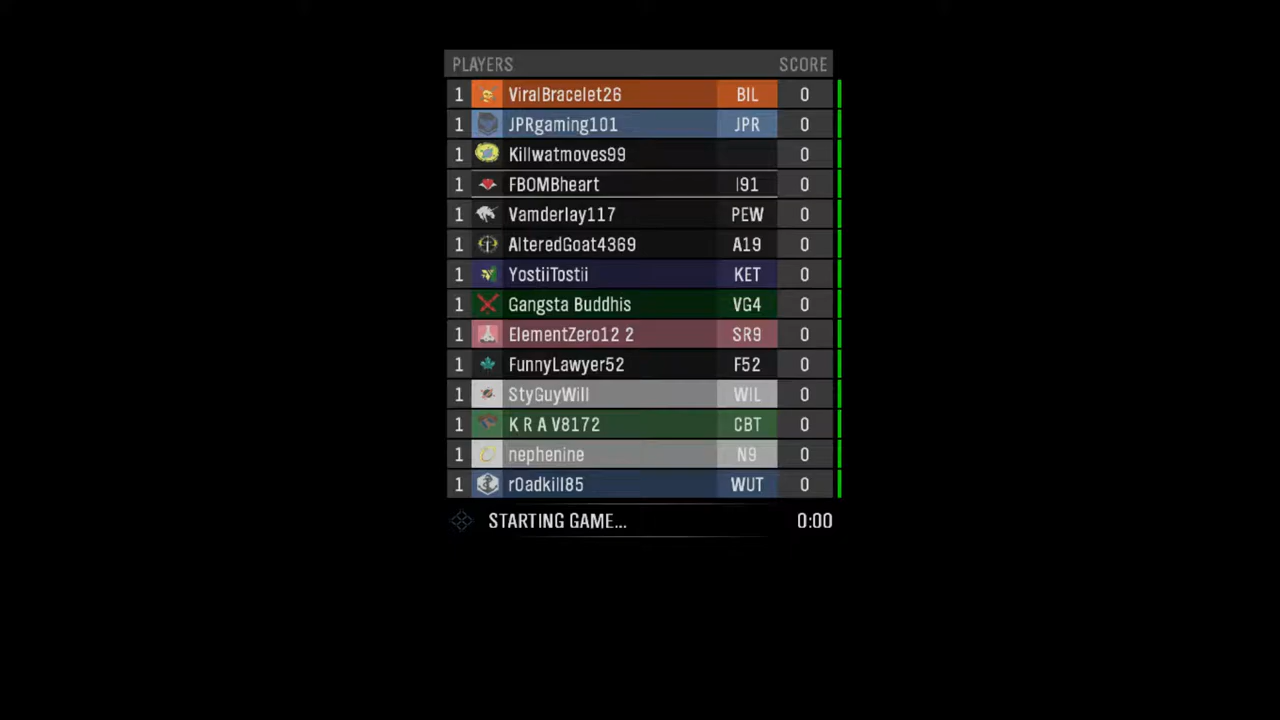 PLAYERS SCORE
1 ViralBracelet26 BIL 0
1 JPRgaming101 JPR 0
1 Killwatmoves99 0
1 FBOMBheart I91 0
1 Vamderlay117 PEW 0
1 AlteredGoat4369 A19 0
1 YostiiTostii KET 0
1 Gangsta Buddhis VG4 0
1 ElementZero12 2 SR9 0
1 FunnyLawyer52 F52 0
1 StyGuyWill WIL 0
1 K R A V8172 CBT 0
1 nephenine N9 0
1 r0adkill85 WUT 0
STARTING GAME... 0:00